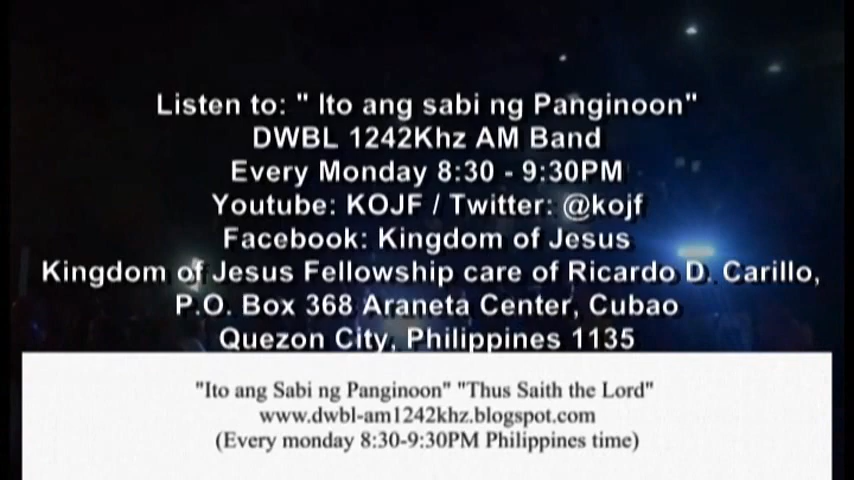 Listen to: " Ito ang sabi ng Panginoon"
DWBL 1242Khz AM Band
Every Monday 8:30 - 9:30PM
Youtube: KOJF / Twitter: @kojf
Facebook: Kingdom of Jesus
Kingdom of Jesus Fellowship care of Ricardo D. Carillo,
P.O. Box 368 Araneta Center, Cubao
Quezon City, Philippines 1135
"Ito ang Sabi ng Panginoon" "Thus Saith the Lord"
www.dwbl-am1242khz.blogspot.com
(Every monday 8:30-9:30PM Philippines time)